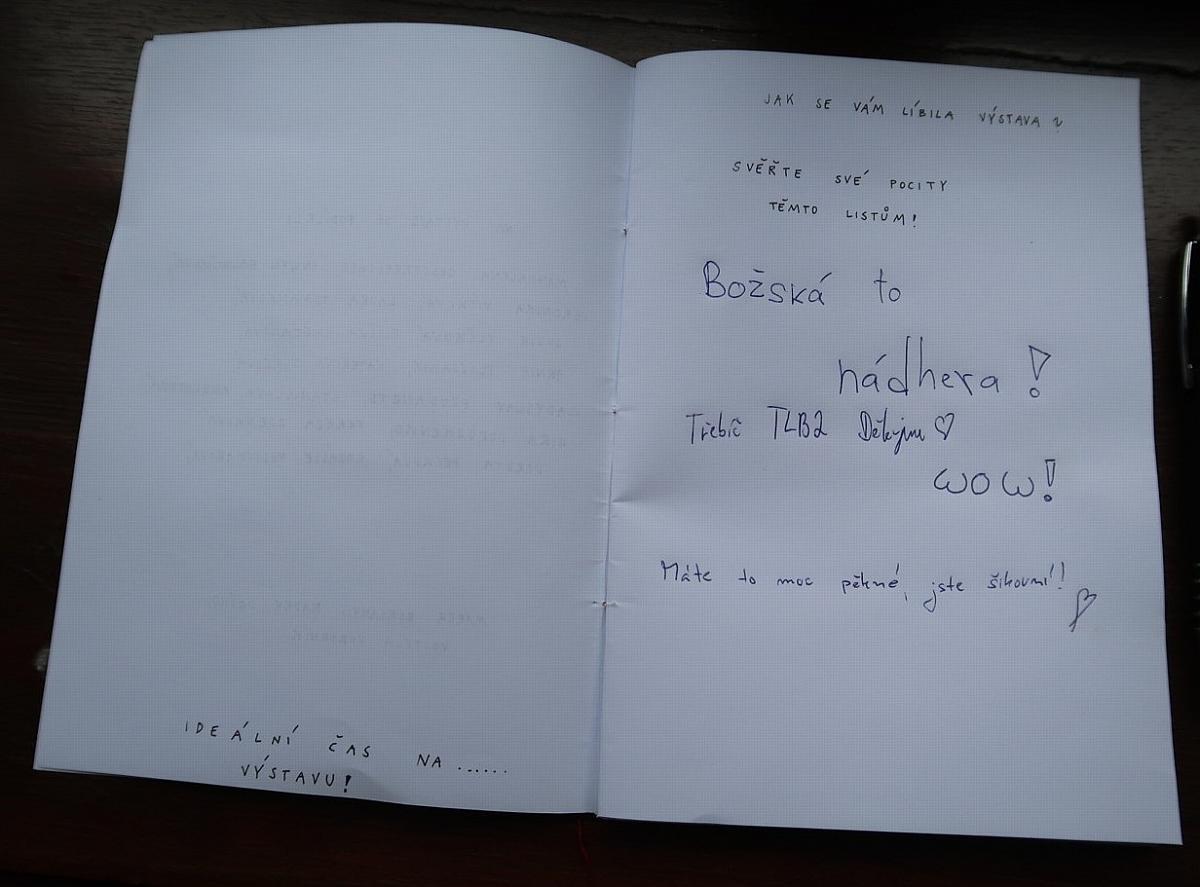 IDEÁLNÍ ČAS NA ......
VÝSTAVU!
JAK SE VÁM LÍBILA VÝSTAVA?
SVĚŘTE SVÉ POCITY
TĚMTO LISTŮM!
Božská to
nádhera!
Třebíč TLB2 Děkujem ♡
WOW!
Máte to moc pěkné, jste šikovní!